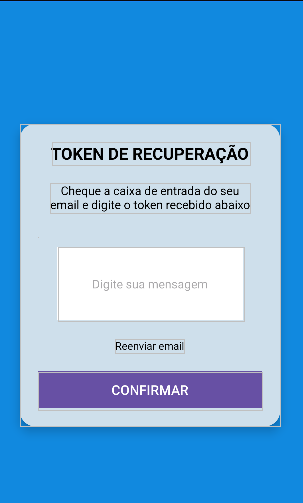 TOKEN DE RECUPERAÇÃO
Cheque a caixa de entrada do seu
email e digite o token recebido abaixo
Digite sua mensagem
Reenviar email
CONFIRMAR